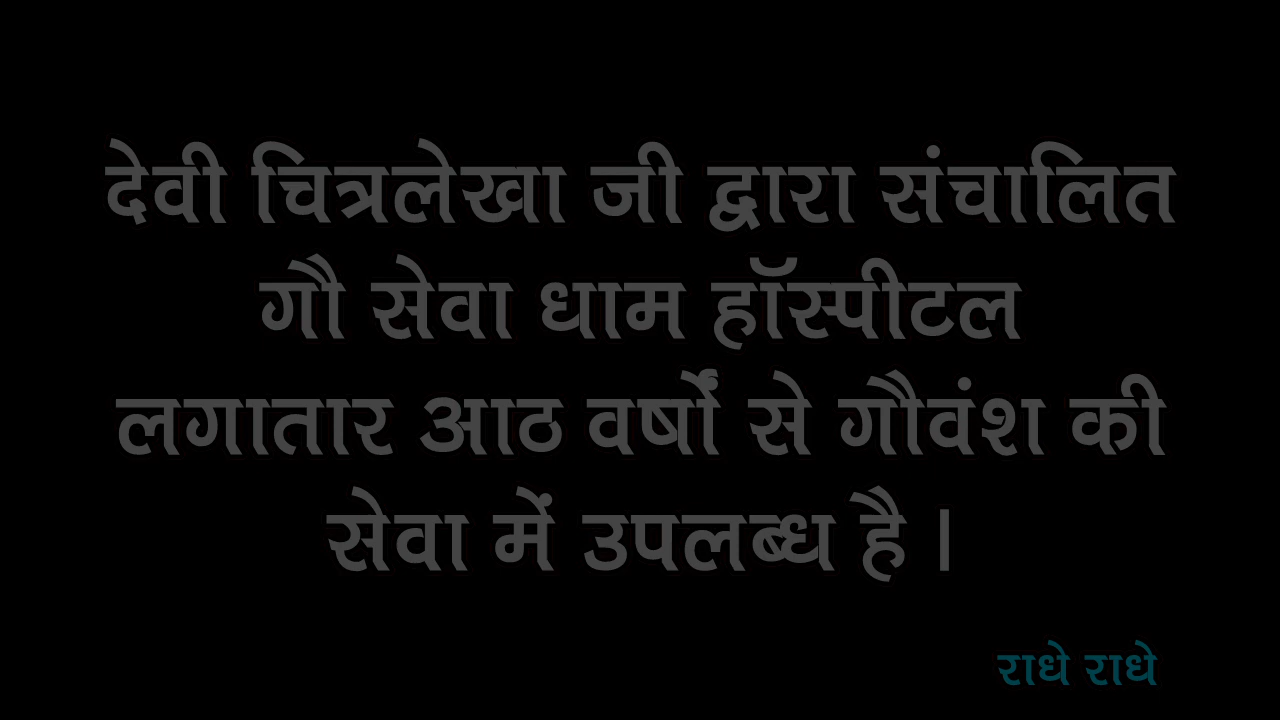 देवी चित्रलेखा जी द्वारा संचालित
गौ सेवा धाम हॉस्पीटल
लगातार आठ वर्षों से गौवंश की
सेवा में उपलब्ध है ।
राधे राधे